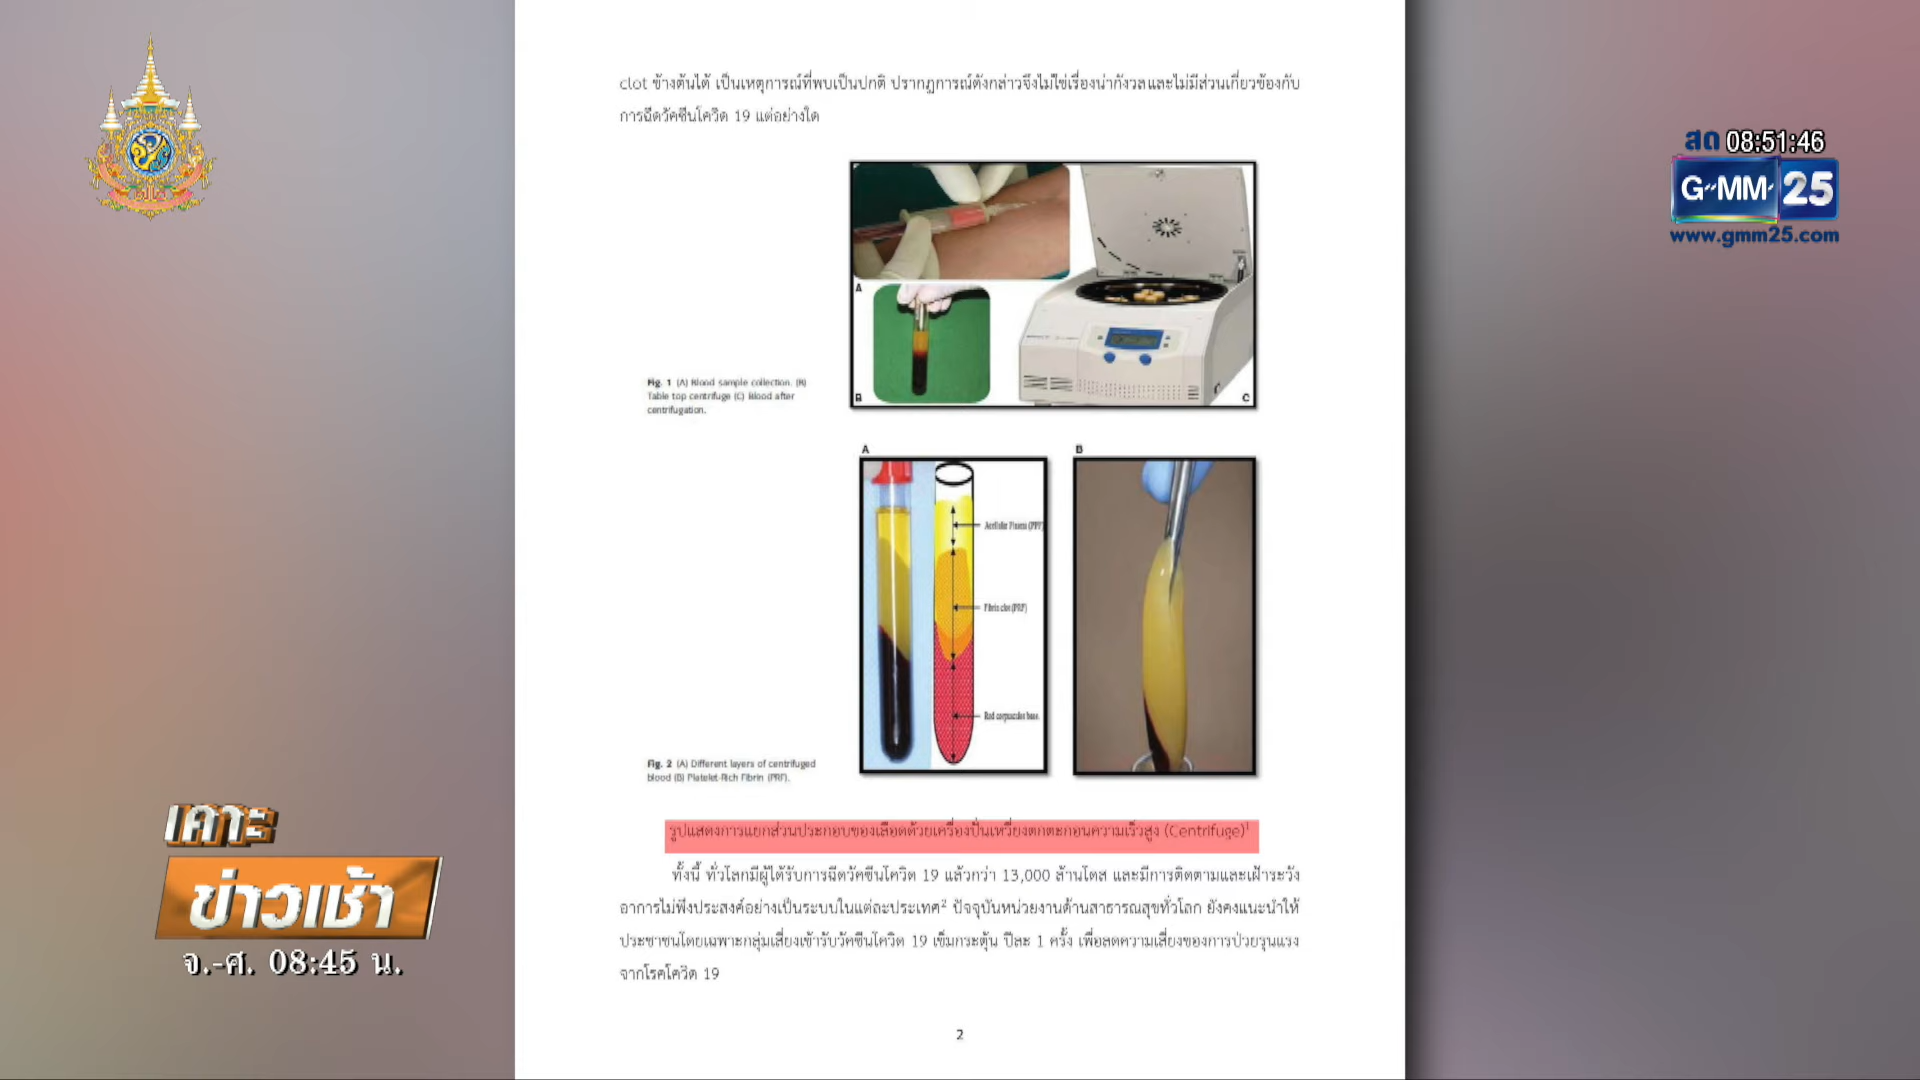 clot ข้างต้นได้ เป็นเหตุการณ์ที่พบเป็นปกติ ปรากฏการณ์ดังกล่าวจึงไม่ใช่เรื่องน่ากังวลและไม่มีส่วนเกี่ยวข้องกับ
การฉีดวัคซีนโควิด 19 แต่อย่างใด
สด 08:51:46
GMM 25
www.gmm25.com
A
B
C
Fig. 1 (A) Blood sample collection. (B)
Table top centrifuge (C) Blood after
centrifugation.
A
B
Acellular Plasma (PPP)
Fibrin clot (PRF)
Red corpuscles base.
Fig. 2 (A) Different layers of centrifuged
blood (B) Platelet-Rich Fibrin (PRF).
รูปแสดงการแยกส่วนประกอบของเลือดด้วยเครื่องปั่นเหวี่ยงตกตะกอนความเร็วสูง (Centrifuge)¹
ทั้งนี้ ทั่วโลกมีผู้ได้รับการฉีดวัคซีนโควิด 19 แล้วกว่า 13,000 ล้านโดส และมีการติดตามและเฝ้าระวัง
อาการไม่พึงประสงค์อย่างเป็นระบบในแต่ละประเทศ² ปัจจุบันหน่วยงานด้านสาธารณสุขทั่วโลก ยังคงแนะนำให้
ประชาชนโดยเฉพาะกลุ่มเสี่ยงเข้ารับวัคซีนโควิด 19 เข็มกระตุ้น ปีละ 1 ครั้ง เพื่อลดความเสี่ยงของการป่วยรุนแรง
จากโรคโควิด 19
2
เคาะ
ข่าวเช้า
จ.-ศ. 08:45 น.